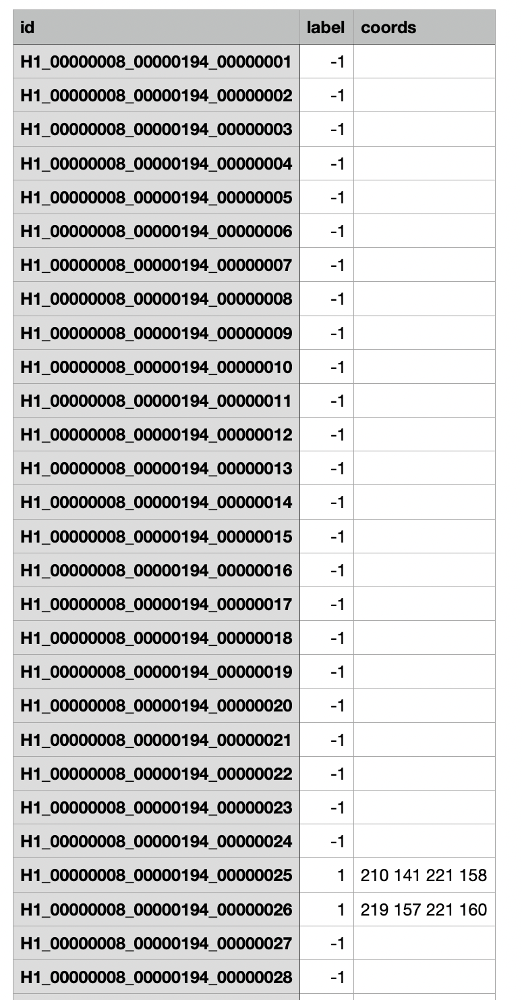 id label coords
H1_00000008_00000194_00000001 -1
H1_00000008_00000194_00000002 -1
H1_00000008_00000194_00000003 -1
H1_00000008_00000194_00000004 -1
H1_00000008_00000194_00000005 -1
H1_00000008_00000194_00000006 -1
H1_00000008_00000194_00000007 -1
H1_00000008_00000194_00000008 -1
H1_00000008_00000194_00000009 -1
H1_00000008_00000194_00000010 -1
H1_00000008_00000194_00000011 -1
H1_00000008_00000194_00000012 -1
H1_00000008_00000194_00000013 -1
H1_00000008_00000194_00000014 -1
H1_00000008_00000194_00000015 -1
H1_00000008_00000194_00000016 -1
H1_00000008_00000194_00000017 -1
H1_00000008_00000194_00000018 -1
H1_00000008_00000194_00000019 -1
H1_00000008_00000194_00000020 -1
H1_00000008_00000194_00000021 -1
H1_00000008_00000194_00000022 -1
H1_00000008_00000194_00000023 -1
H1_00000008_00000194_00000024 -1
H1_00000008_00000194_00000025 1 210 141 221 158
H1_00000008_00000194_00000026 1 219 157 221 160
H1_00000008_00000194_00000027 -1
H1_00000008_00000194_00000028 -1